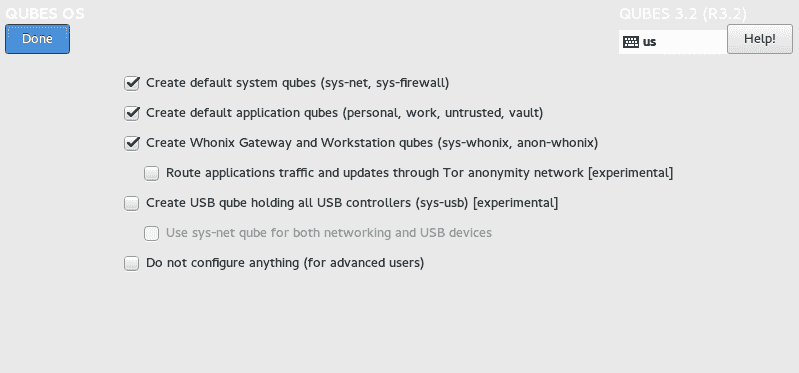 QUBES OS
QUBES 3.2 (R3.2)
Done
us
Help!
Create default system qubes (sys-net, sys-firewall)
Create default application qubes (personal, work, untrusted, vault)
Create Whonix Gateway and Workstation qubes (sys-whonix, anon-whonix)
Route applications traffic and updates through Tor anonymity network [experimental]
Create USB qube holding all USB controllers (sys-usb) [experimental]
Use sys-net qube for both networking and USB devices
Do not configure anything (for advanced users)